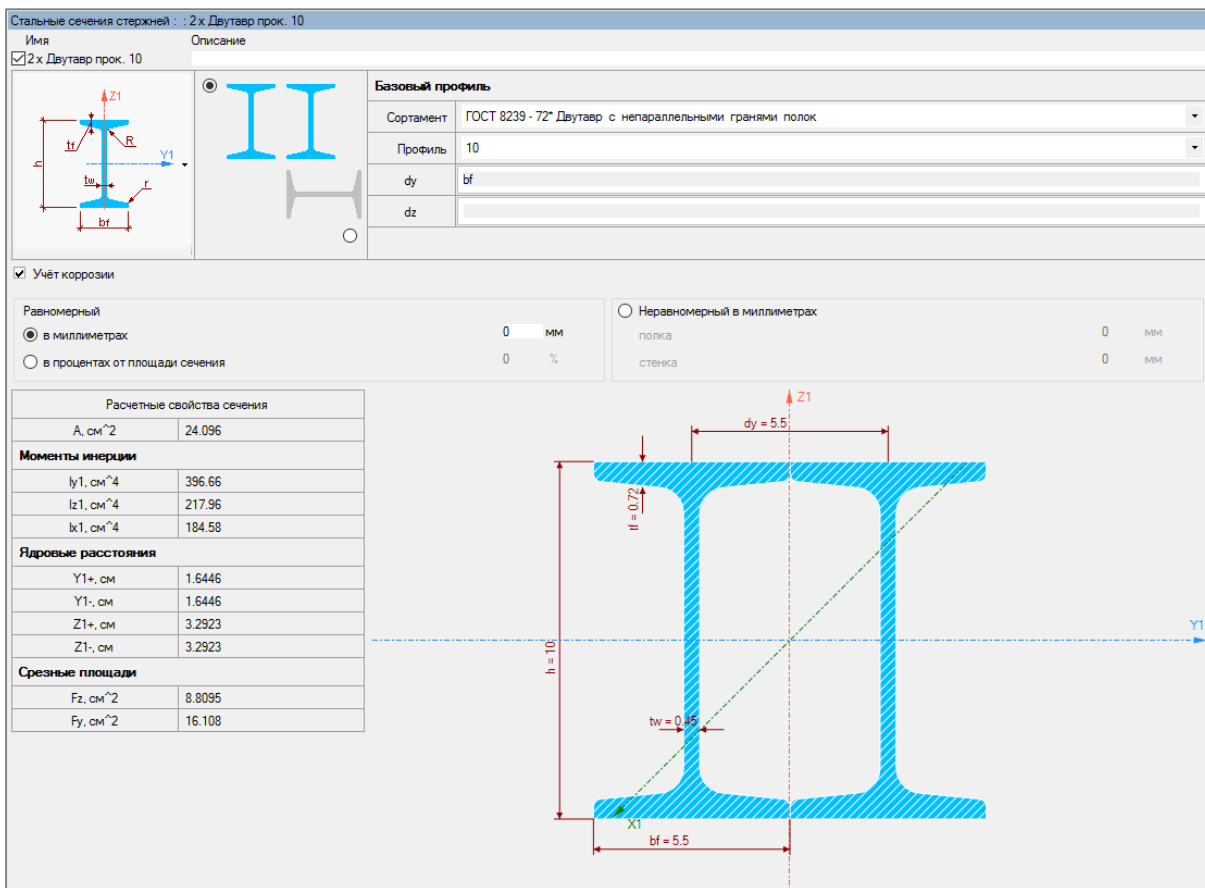 Стальные сечения стержней : : 2 x Двутавр прок. 10
Имя Описание
2 x Двутавр прок. 10
Z1
tf
R
h
Y1
tw
r
bf
Базовый профиль
Сортамент ГОСТ 8239 - 72* Двутавр с непараллельными гранями полок
Профиль 10
dy bf
dz
Учёт коррозии
Равномерный
в миллиметрах 0 мм
в процентах от площади сечения 0 %
Неравномерный в миллиметрах
полка 0 мм
стенка 0 мм
Расчетные свойства сечения
A, см^2 24.096
Моменты инерции
Iy1, см^4 396.66
Iz1, см^4 217.96
Ix1, см^4 184.58
Ядровые расстояния
Y1+, см 1.6446
Y1-, см 1.6446
Z1+, см 3.2923
Z1-, см 3.2923
Срезные площади
Fz, см^2 8.8095
Fy, см^2 16.108
Z1
dy = 5.5
tf = 0.72
Y1
h = 10
tw = 0.45
X1
bf = 5.5